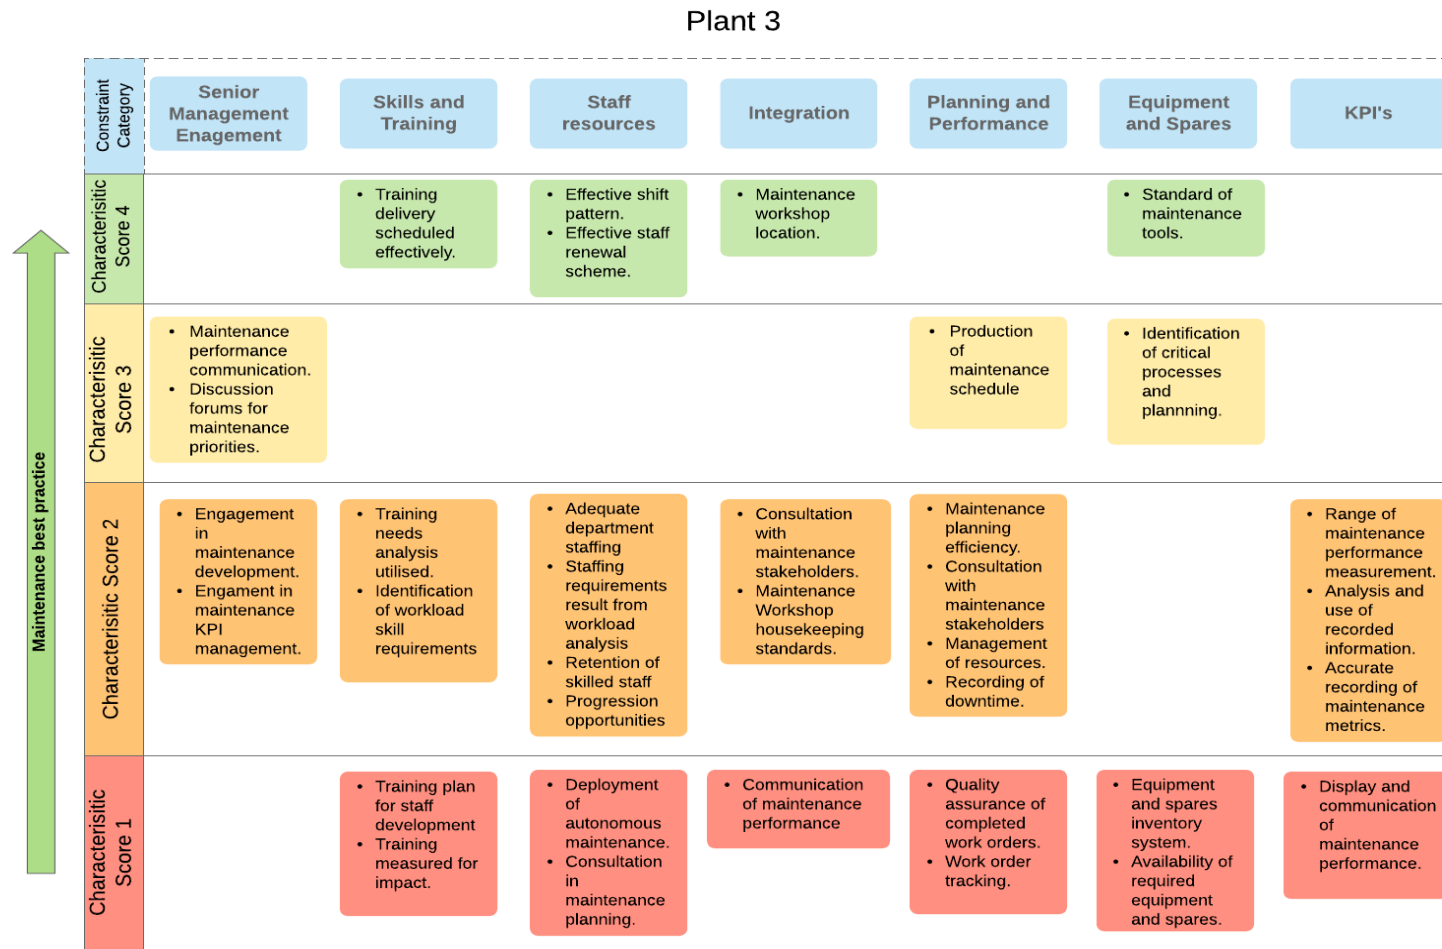 Plant 3
Constraint
Category
Senior
Management
Enagement
Skills and
Training
Staff
resources
Integration
Planning and
Performance
Equipment
and Spares
KPI's
Characterisitic
Score 4
• Training
delivery
scheduled
effectively.
• Effective shift
pattern.
• Effective staff
renewal
scheme.
• Maintenance
workshop
location.
• Standard of
maintenance
tools.
Maintenance best practice
Characterisitic
Score 3
• Maintenance
performance
communication.
• Discussion
forums for
maintenance
priorities.
• Production
of
maintenance
schedule
• Identification
of critical
processes
and
plannning.
Characterisitic Score 2
• Engagement
in
maintenance
development.
• Engament in
maintenance
KPI
management.
• Training
needs
analysis
utilised.
• Identification
of workload
skill
requirements
• Adequate
department
staffing
• Staffing
requirements
result from
workload
analysis
• Retention of
skilled staff
• Progression
opportunities
• Consultation
with
maintenance
stakeholders.
• Maintenance
Workshop
housekeeping
standards.
• Maintenance
planning
efficiency.
• Consultation
with
maintenance
stakeholders
• Management
of resources.
• Recording of
downtime.
• Range of
maintenance
performance
measurement.
• Analysis and
use of
recorded
information.
• Accurate
recording of
maintenance
metrics.
Characterisitic
Score 1
• Training plan
for staff
development
• Training
measured for
impact.
• Deployment
of
autonomous
maintenance.
• Consultation
in
maintenance
planning.
• Communication
of maintenance
performance
• Quality
assurance of
completed
work orders.
• Work order
tracking.
• Equipment
and spares
inventory
system.
• Availability of
required
equipment
and spares.
• Display and
communication
of
maintenance
performance.